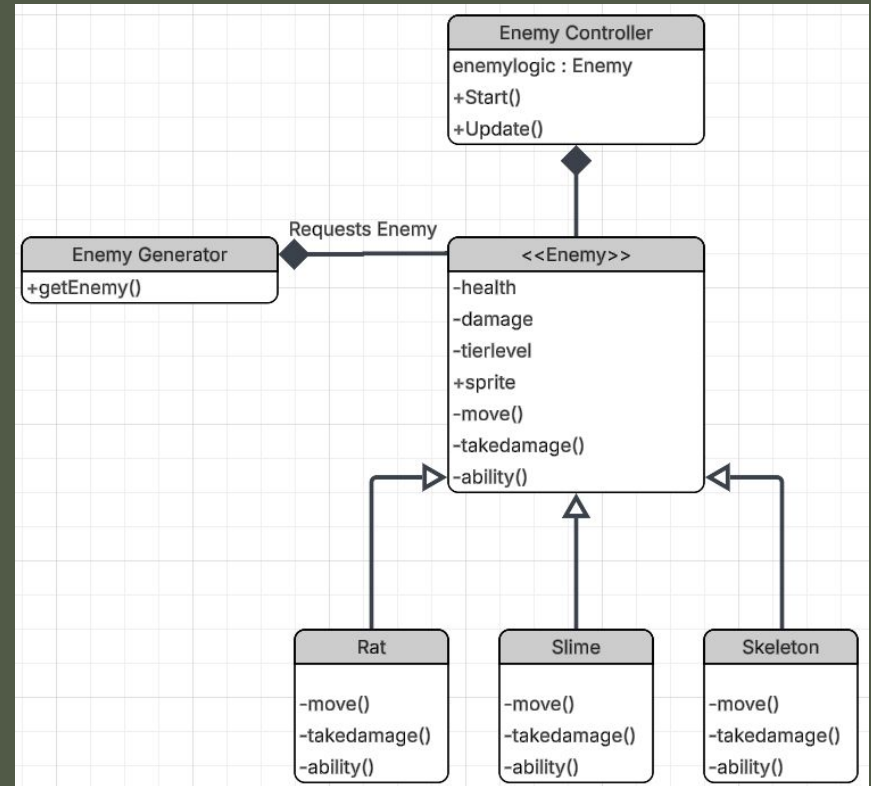 Enemy Controller
enemylogic : Enemy
+Start()
+Update()
Requests Enemy
Enemy Generator
+getEnemy()
<<Enemy>>
-health
-damage
-tierlevel
+sprite
-move()
-takedamage()
-ability()
Rat
-move()
-takedamage()
-ability()
Slime
-move()
-takedamage()
-ability()
Skeleton
-move()
-takedamage()
-ability()